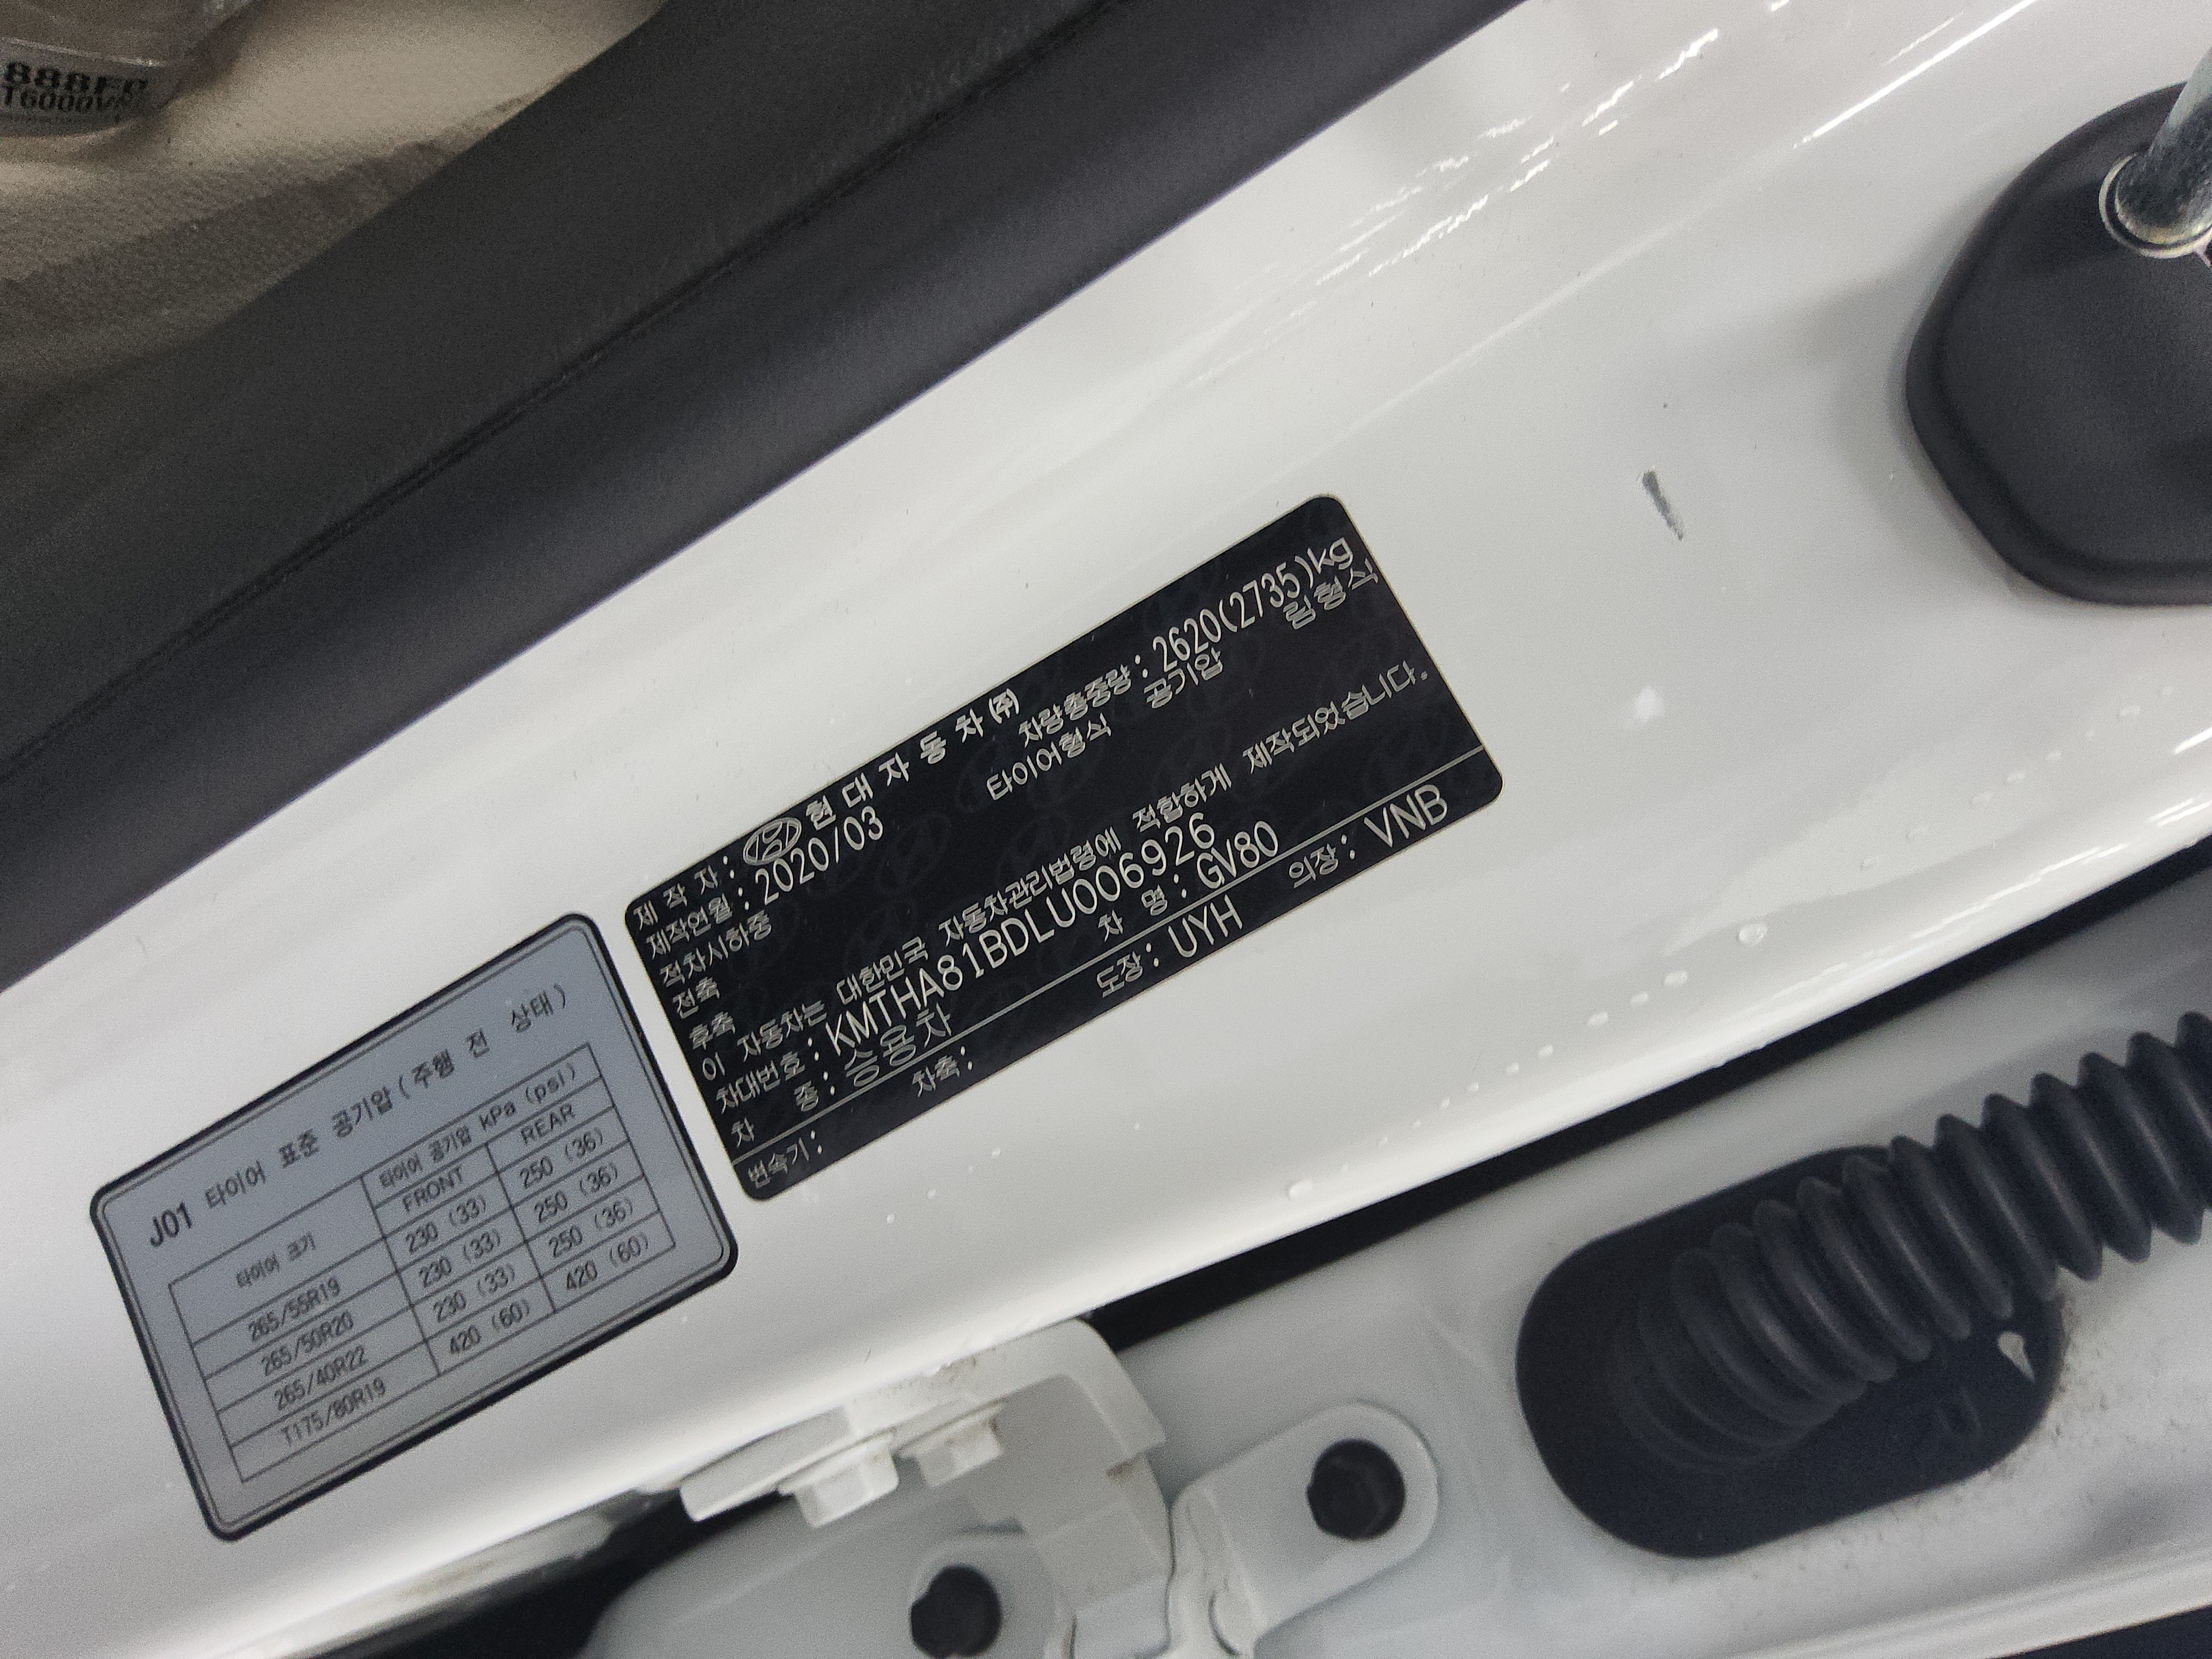 888F
T6000V
제 작 자 : 현 대 자 동 차 (주)
제작연월 : 2020/03 차량총중량 : 2620(2735)kg
적차시하중 타이어형식 공기압 림형식
전축
후축
이 자동차는 대한민국 자동차관리법령에 적합하게 제작되었습니다.
차대번호 : KMTHA81BDLU006926
차 종 : 승용차 차 명 : GV80
변속기 : 차축 : 도장 : UYH 의장 : VNB
J01 타이어 표준 공기압 (주행 전 상태)
타이어 크기 타이어 공기압 kPa (psi)
FRONT REAR
265/55R19 230 (33) 250 (36)
265/50R20 230 (33) 250 (36)
265/40R22 230 (33) 250 (36)
T175/80R19 420 (60) 420 (60)